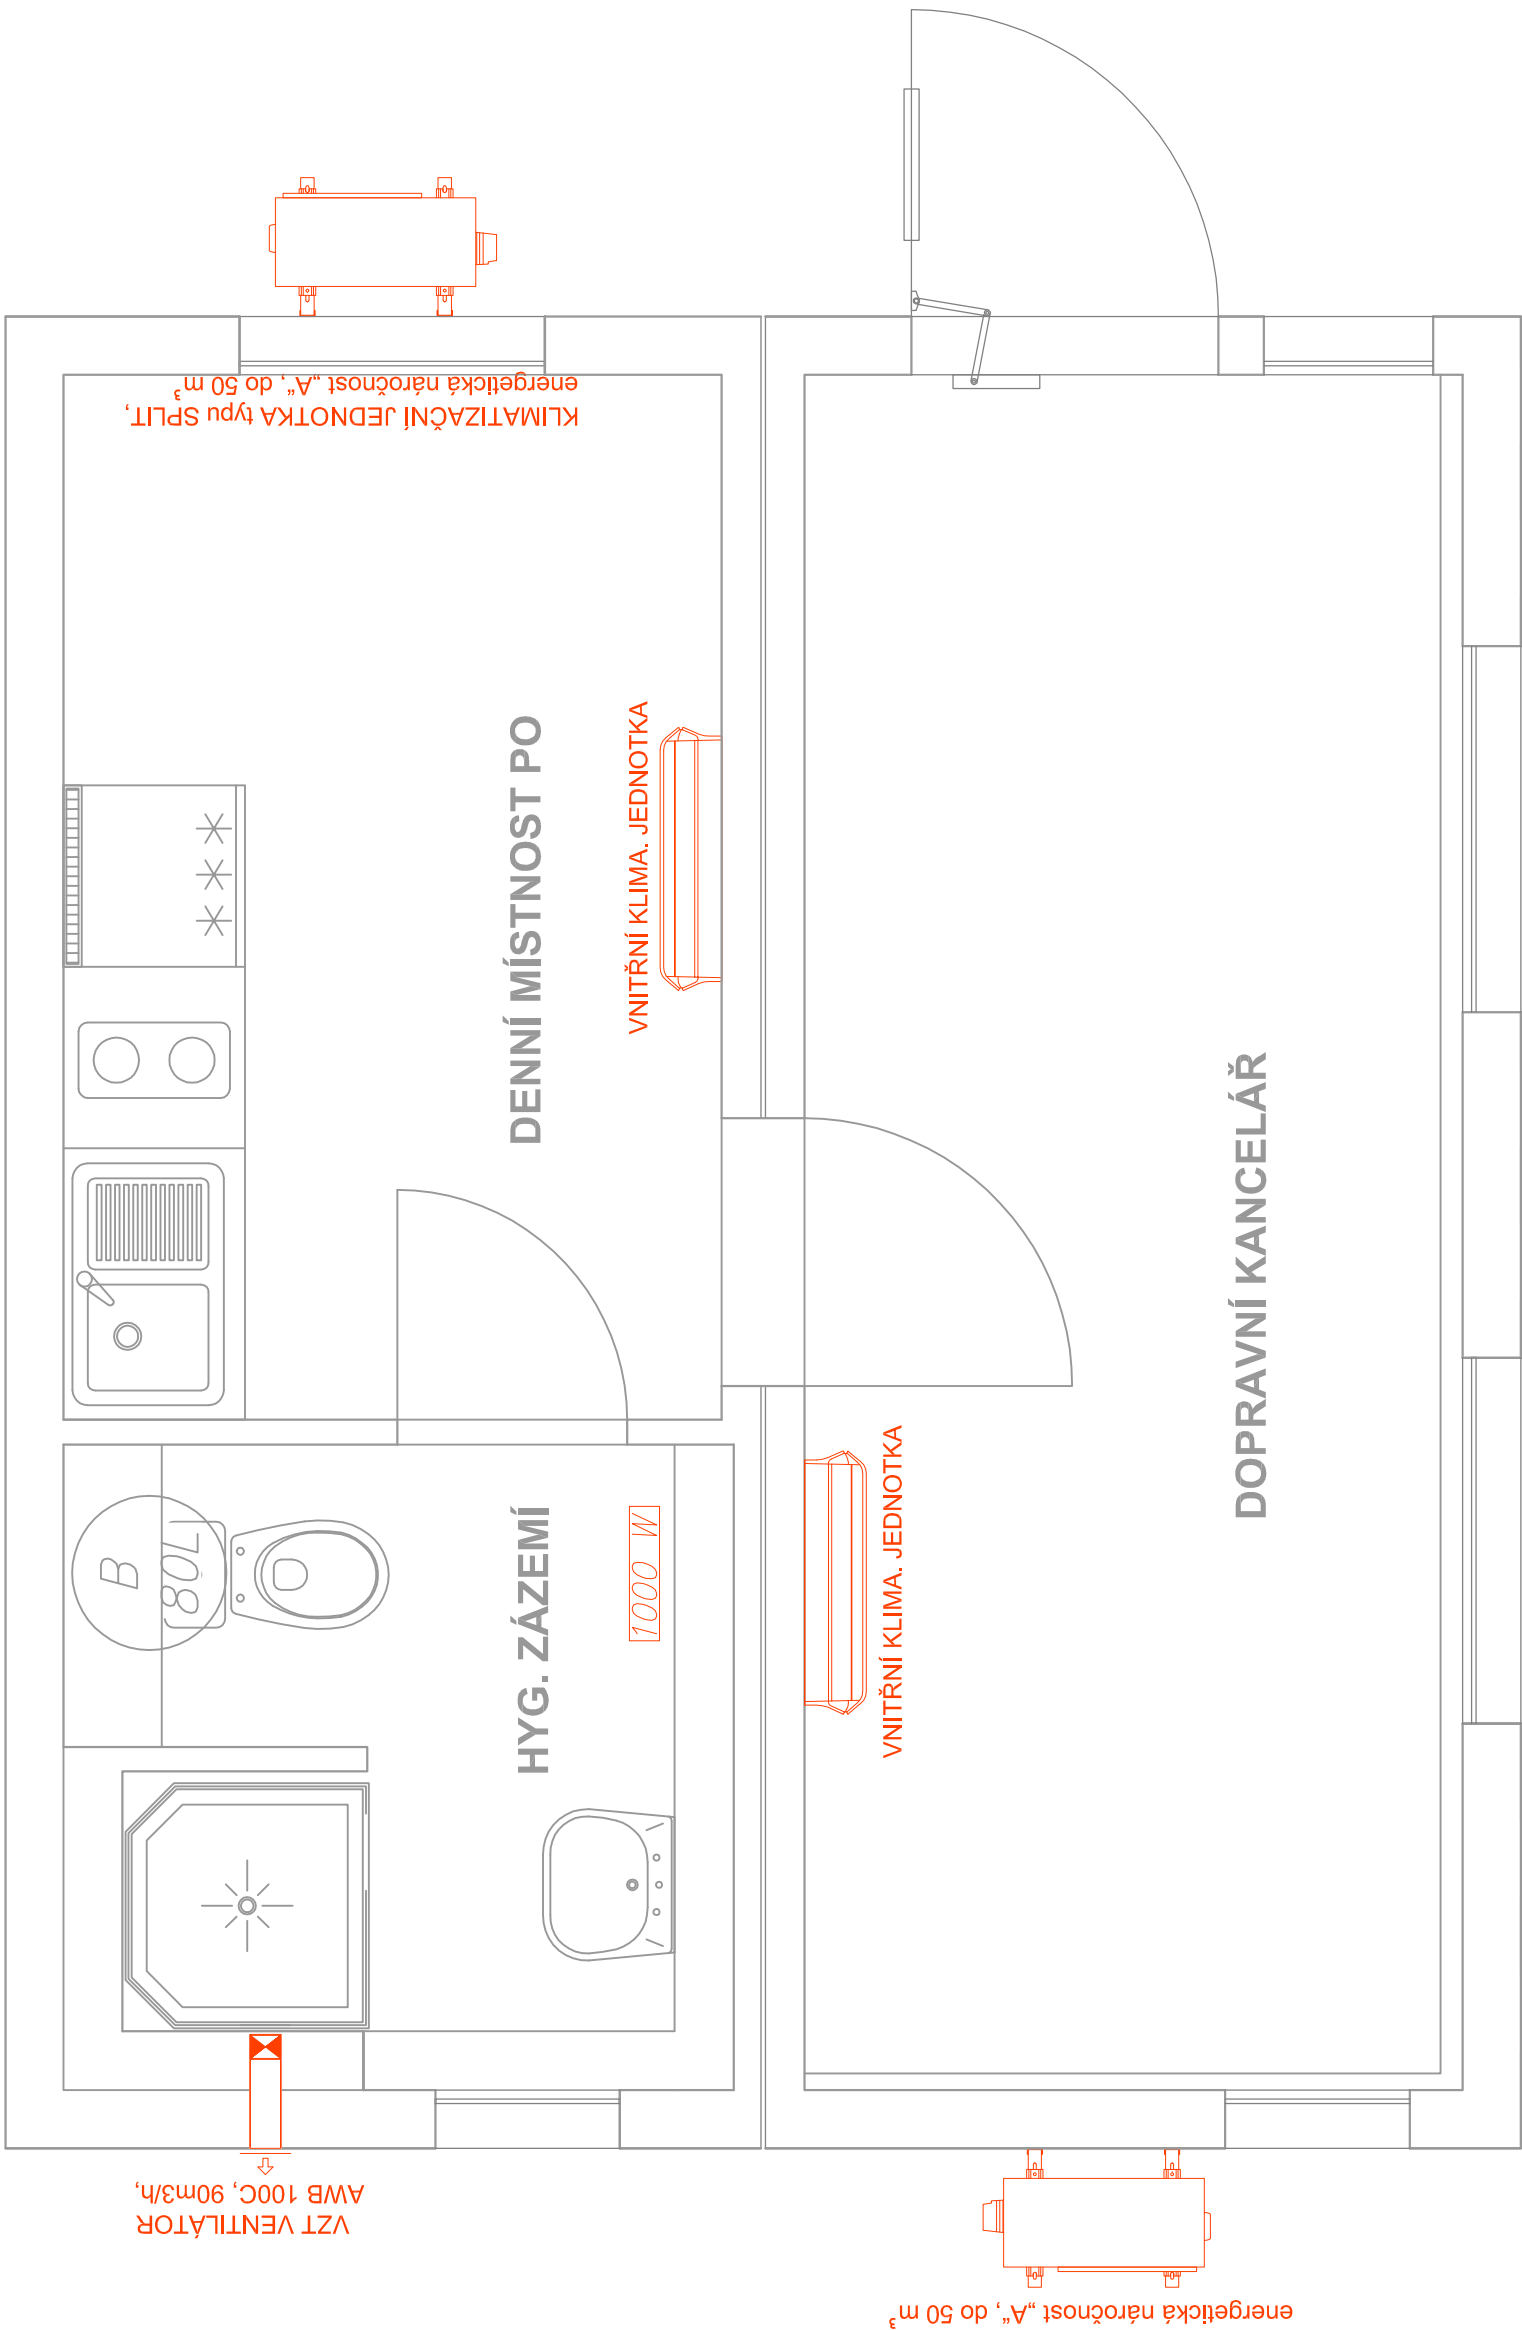 KLIMATIZAČNÍ JEDNOTKA typu SPLIT,
energetická náročnost „A“, do 50 m³
DENNÍ MÍSTNOST PO
VNITŘNÍ KLIMA. JEDNOTKA
DOPRAVNÍ KANCELÁŘ
VNITŘNÍ KLIMA. JEDNOTKA
HYG. ZÁZEMÍ
B
80L
1000 W
VZT VENTILÁTOR
AWB 100C, 90m3/h,
energetická náročnost „A“, do 50 m³